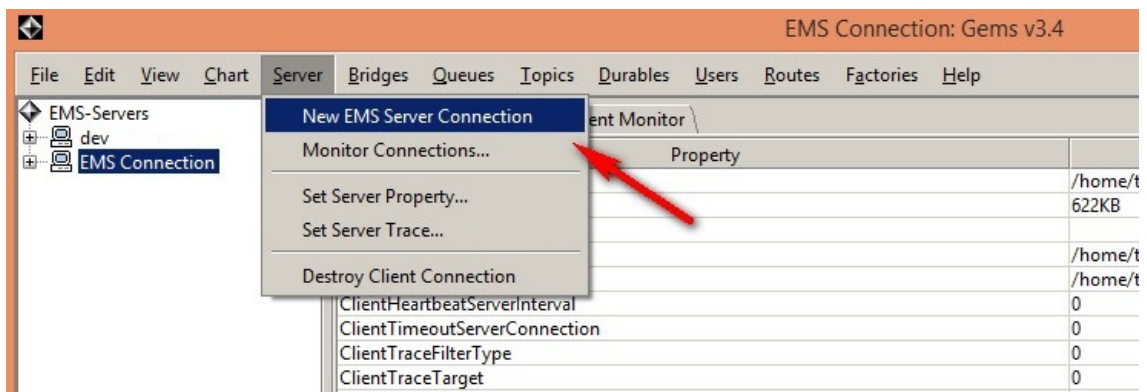 EMS Connection: Gems v3.4
File Edit View Chart Server Bridges Queues Topics Durables Users Routes Factories Help
EMS-Servers
dev
EMS Connection
New EMS Server Connection
Monitor Connections...
Set Server Property...
Set Server Trace...
Destroy Client Connection
ent Monitor
Property
/home/t
622KB
/home/t
/home/t
ClientHeartbeatServerInterval 0
ClientTimeoutServerConnection 0
ClientTraceFilterType 0
ClientTraceTarget 0